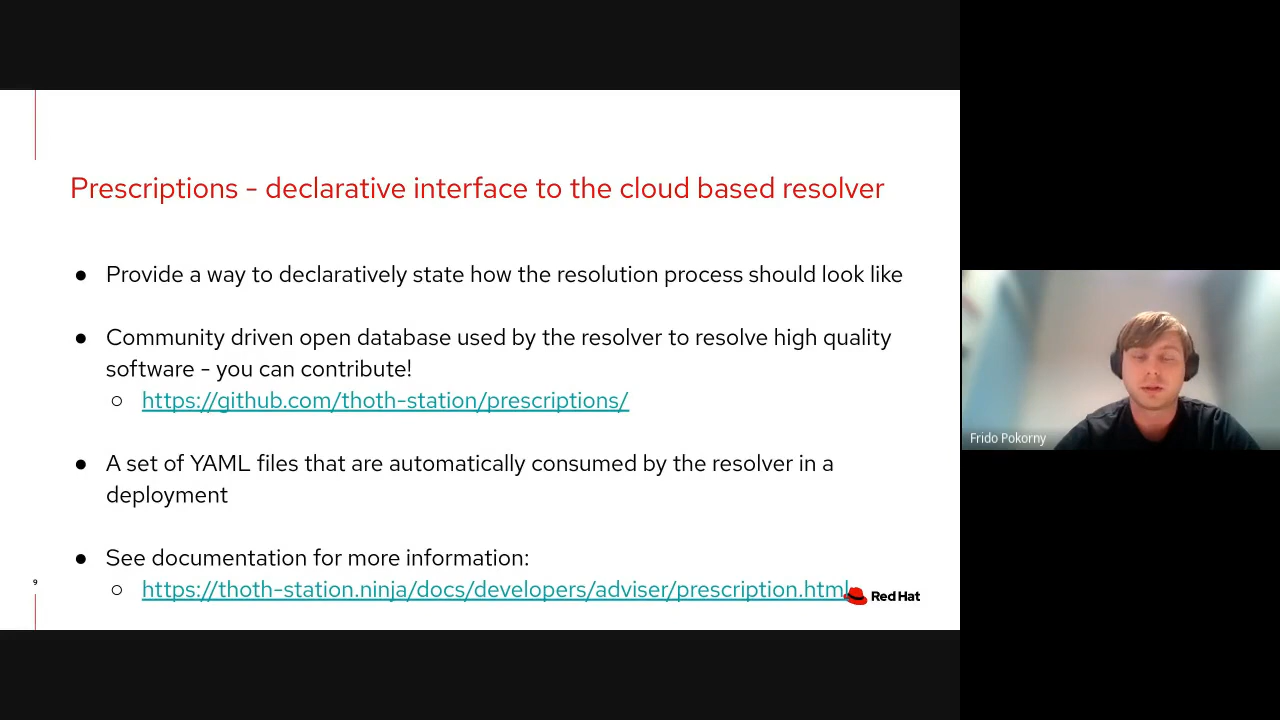 Prescriptions - declarative interface to the cloud based resolver
● Provide a way to declaratively state how the resolution process should look like
● Community driven open database used by the resolver to resolve high quality
software - you can contribute!
○ https://github.com/thoth-station/prescriptions/
● A set of YAML files that are automatically consumed by the resolver in a
deployment
● See documentation for more information:
○ https://thoth-station.ninja/docs/developers/adviser/prescription.html
9
Red Hat
Frido Pokorny